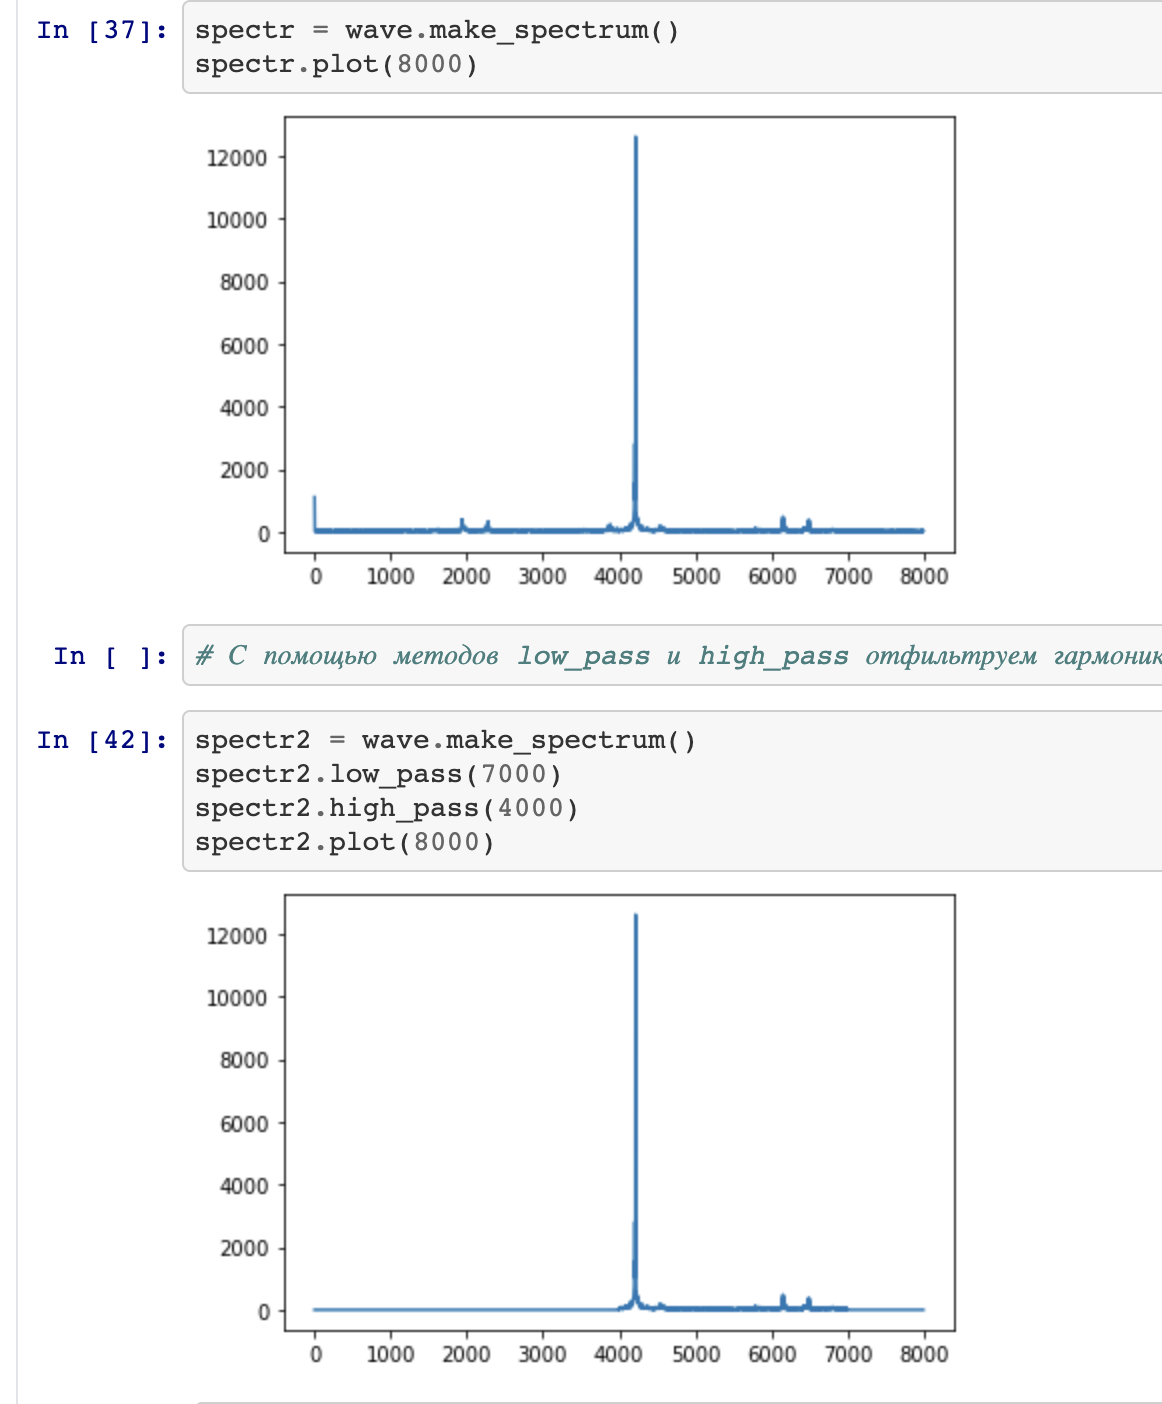 In [37]:
spectr = wave.make_spectrum()
spectr.plot(8000)
12000
10000
8000
6000
4000
2000
0
0 1000 2000 3000 4000 5000 6000 7000 8000
In [ ]:
# С помощью методов low_pass и high_pass отфильтруем гармоник
In [42]:
spectr2 = wave.make_spectrum()
spectr2.low_pass(7000)
spectr2.high_pass(4000)
spectr2.plot(8000)
12000
10000
8000
6000
4000
2000
0
0 1000 2000 3000 4000 5000 6000 7000 8000